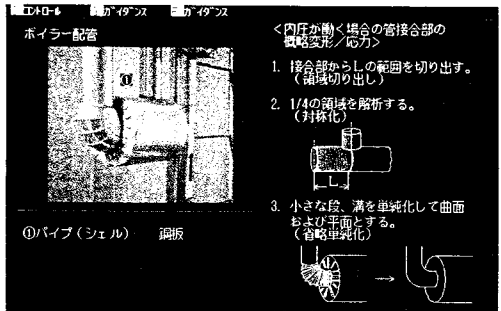 コントロール ガイダンス ガイダンス
ボイラー配管
①
①パイプ(シェル) 鋼板
<内圧が働く場合の管接合部の
概略変形/応力>
1. 接合部からLの範囲を切り出す。
(領域切り出し)
2. 1/4の領域を解析する。
(対称化)
L
3. 小さな段、溝を単純化して曲面
および平面とする。
(省略単純化)